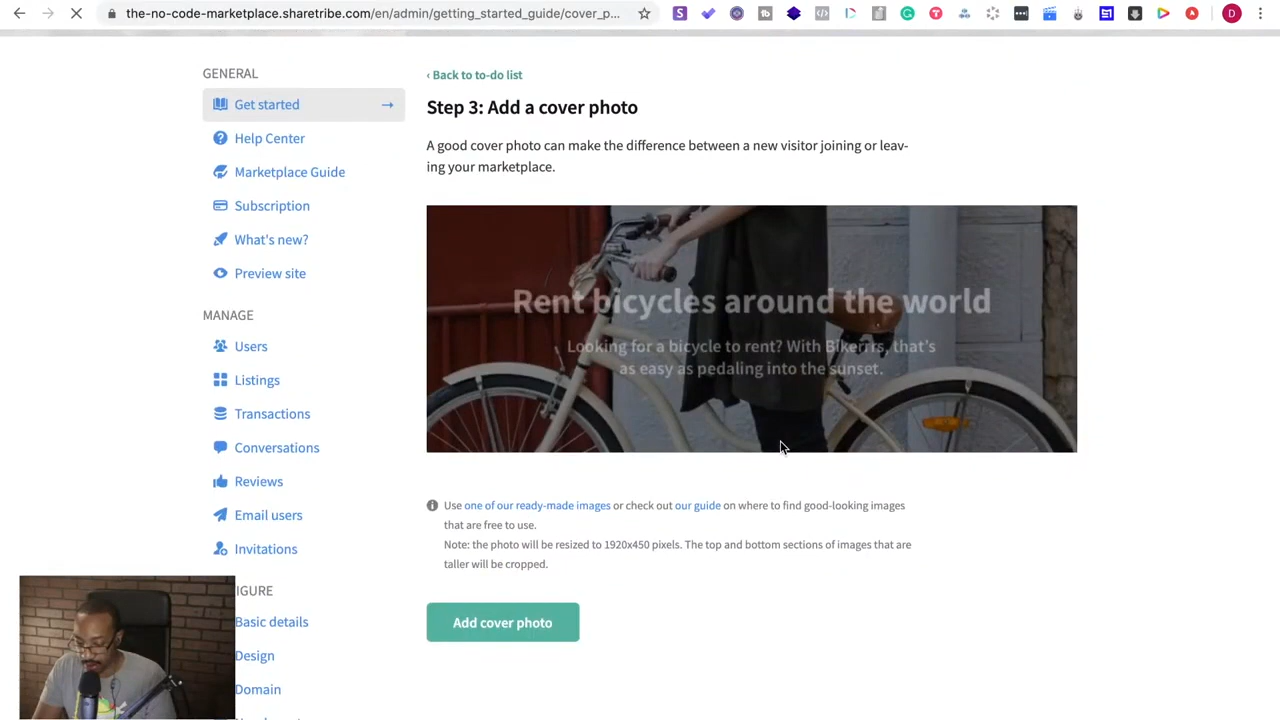 the-no-code-marketplace.sharetribe.com/en/admin/getting_started_guide/cover_p...
D
GENERAL
Get started
Help Center
Marketplace Guide
Subscription
What's new?
Preview site
MANAGE
Users
Listings
Transactions
Conversations
Reviews
Email users
Invitations
IGURE
Basic details
Design
Domain
‹ Back to to-do list
Step 3: Add a cover photo
A good cover photo can make the difference between a new visitor joining or leav-
ing your marketplace.
Rent bicycles around the world
Looking for a bicycle to rent? With Bikerrrs, that's
as easy as pedaling into the sunset.
Use one of our ready-made images or check out our guide on where to find good-looking images
that are free to use.
Note: the photo will be resized to 1920x450 pixels. The top and bottom sections of images that are
taller will be cropped.
Add cover photo